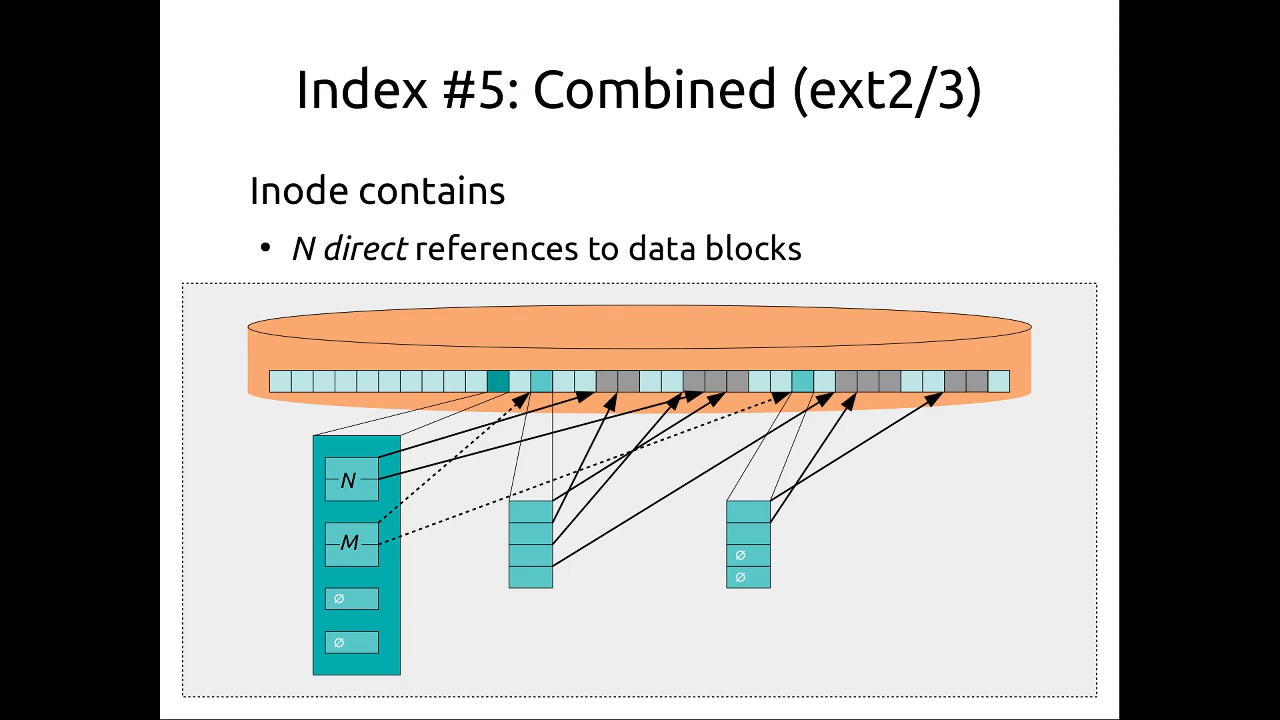 Index #5: Combined (ext2/3)
Inode contains
• N direct references to data blocks
N
M
∅
∅
∅
∅